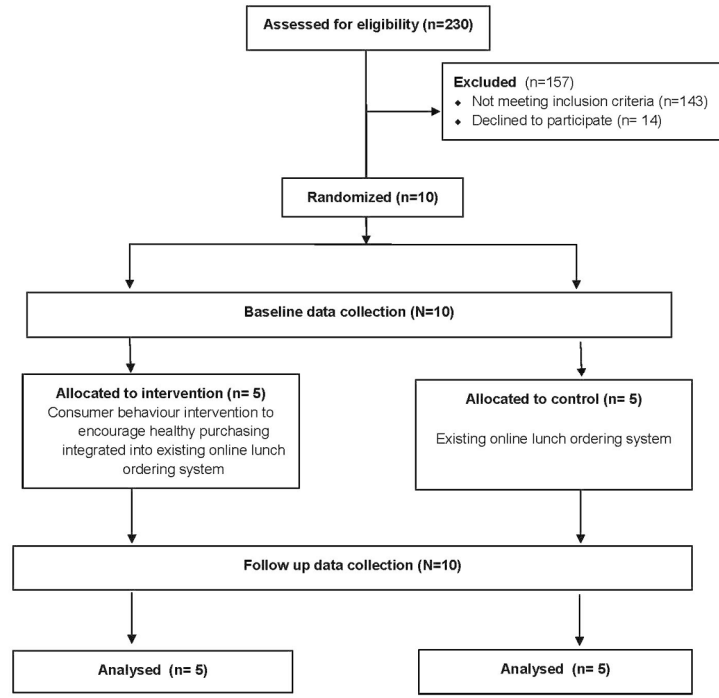 Assessed for eligibility (n=230)
Excluded (n=157)
♦ Not meeting inclusion criteria (n=143)
♦ Declined to participate (n= 14)
Randomized (n=10)
Baseline data collection (N=10)
Allocated to intervention (n= 5)
Consumer behaviour intervention to
encourage healthy purchasing
integrated into existing online lunch
ordering system
Allocated to control (n= 5)
Existing online lunch ordering system
Follow up data collection (N=10)
Analysed (n= 5)
Analysed (n= 5)